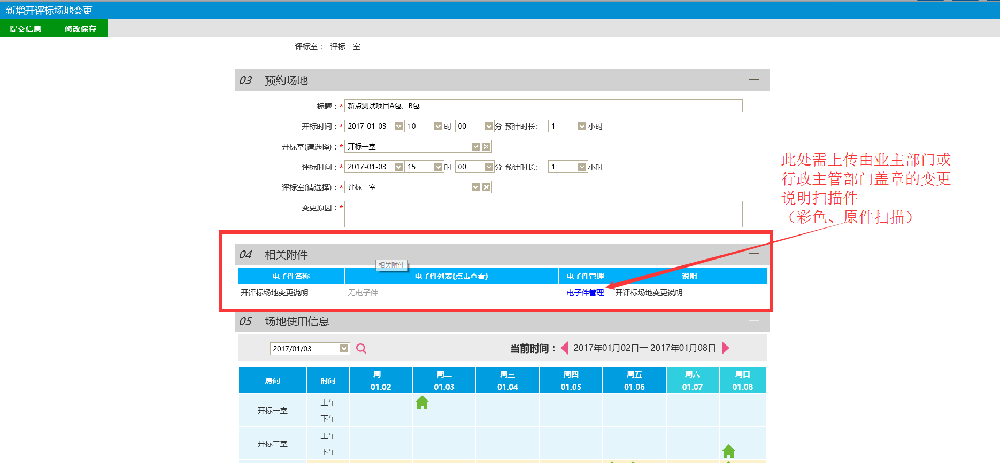 新增开评标场地变更
提交信息 修改保存
评标室： 评标一室
03 预约场地
标题：* 新点测试项目A包、B包
开标时间：* 2017-01-03 10 时 00 分 预计时长: 1 小时
开标室(请选择)：* 开标一室
评标时间：* 2017-01-03 15 时 00 分 预计时长: 1 小时
评标室(请选择)：* 评标一室
变更原因：*
此处需上传由业主部门或
行政主管部门盖章的变更
说明扫描件
（彩色、原件扫描）
04 相关附件
相关附件
电子件名称 电子件列表(点击查看) 电子件管理 说明
开评标场地变更说明 无电子件 电子件管理 开评标场地变更说明
05 场地使用信息
2017/01/03 当前时间： 2017年01月02日一 2017年01月08日
房间 时间 周一 周二 周三 周四 周五 周六 周日
01.02 01.03 01.04 01.05 01.06 01.07 01.08
开标一室 上午
下午
开标二室 上午
下午